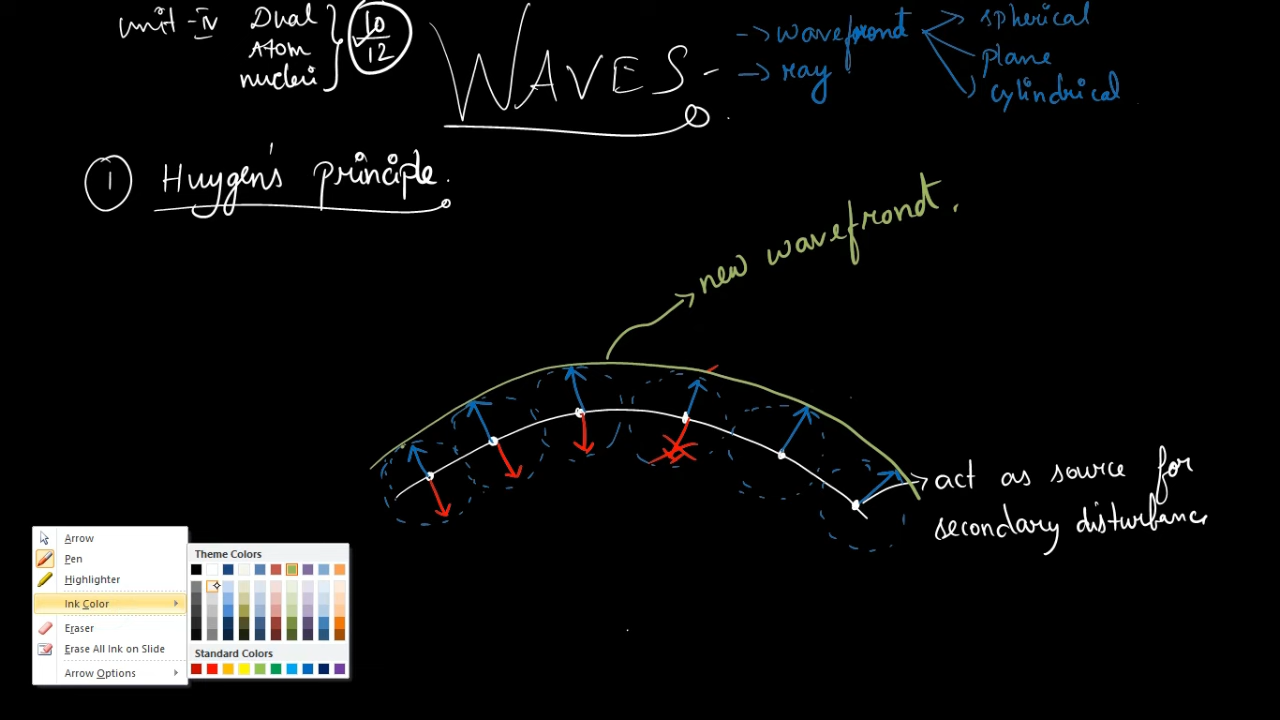 unit - IV Dual
Atom
nuclei
10
12
WAVES -
-> wavefrondt
-> ray
spherical
plane
cylindrical
1 Huygen's principle.
new wavefrondt.
act as source for
secondary disturbance
Arrow
Pen
Highlighter
Ink Color
Eraser
Erase All Ink on Slide
Arrow Options
Theme Colors
Standard Colors